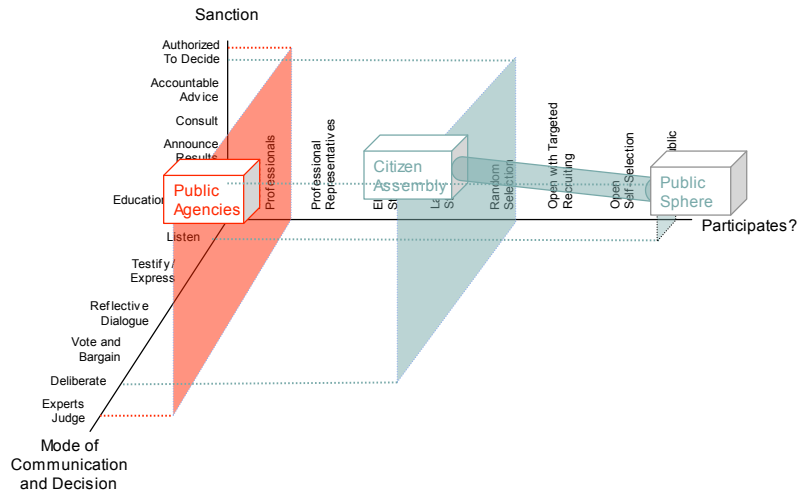 Sanction
Authorized
To Decide
Accountable
Advice
Consult
Announce
Results
Education
Listen
Testify/
Express
Reflective
Dialogue
Vote and
Bargain
Deliberate
Experts
Judge
Mode of
Communication
and Decision
Public
Agencies
Professionals
Professional
Representatives
Citizen
Assembly
Random
Selection
Open with Targeted
Recruiting
Open
Self-Selection
Public
Sphere
Participates?